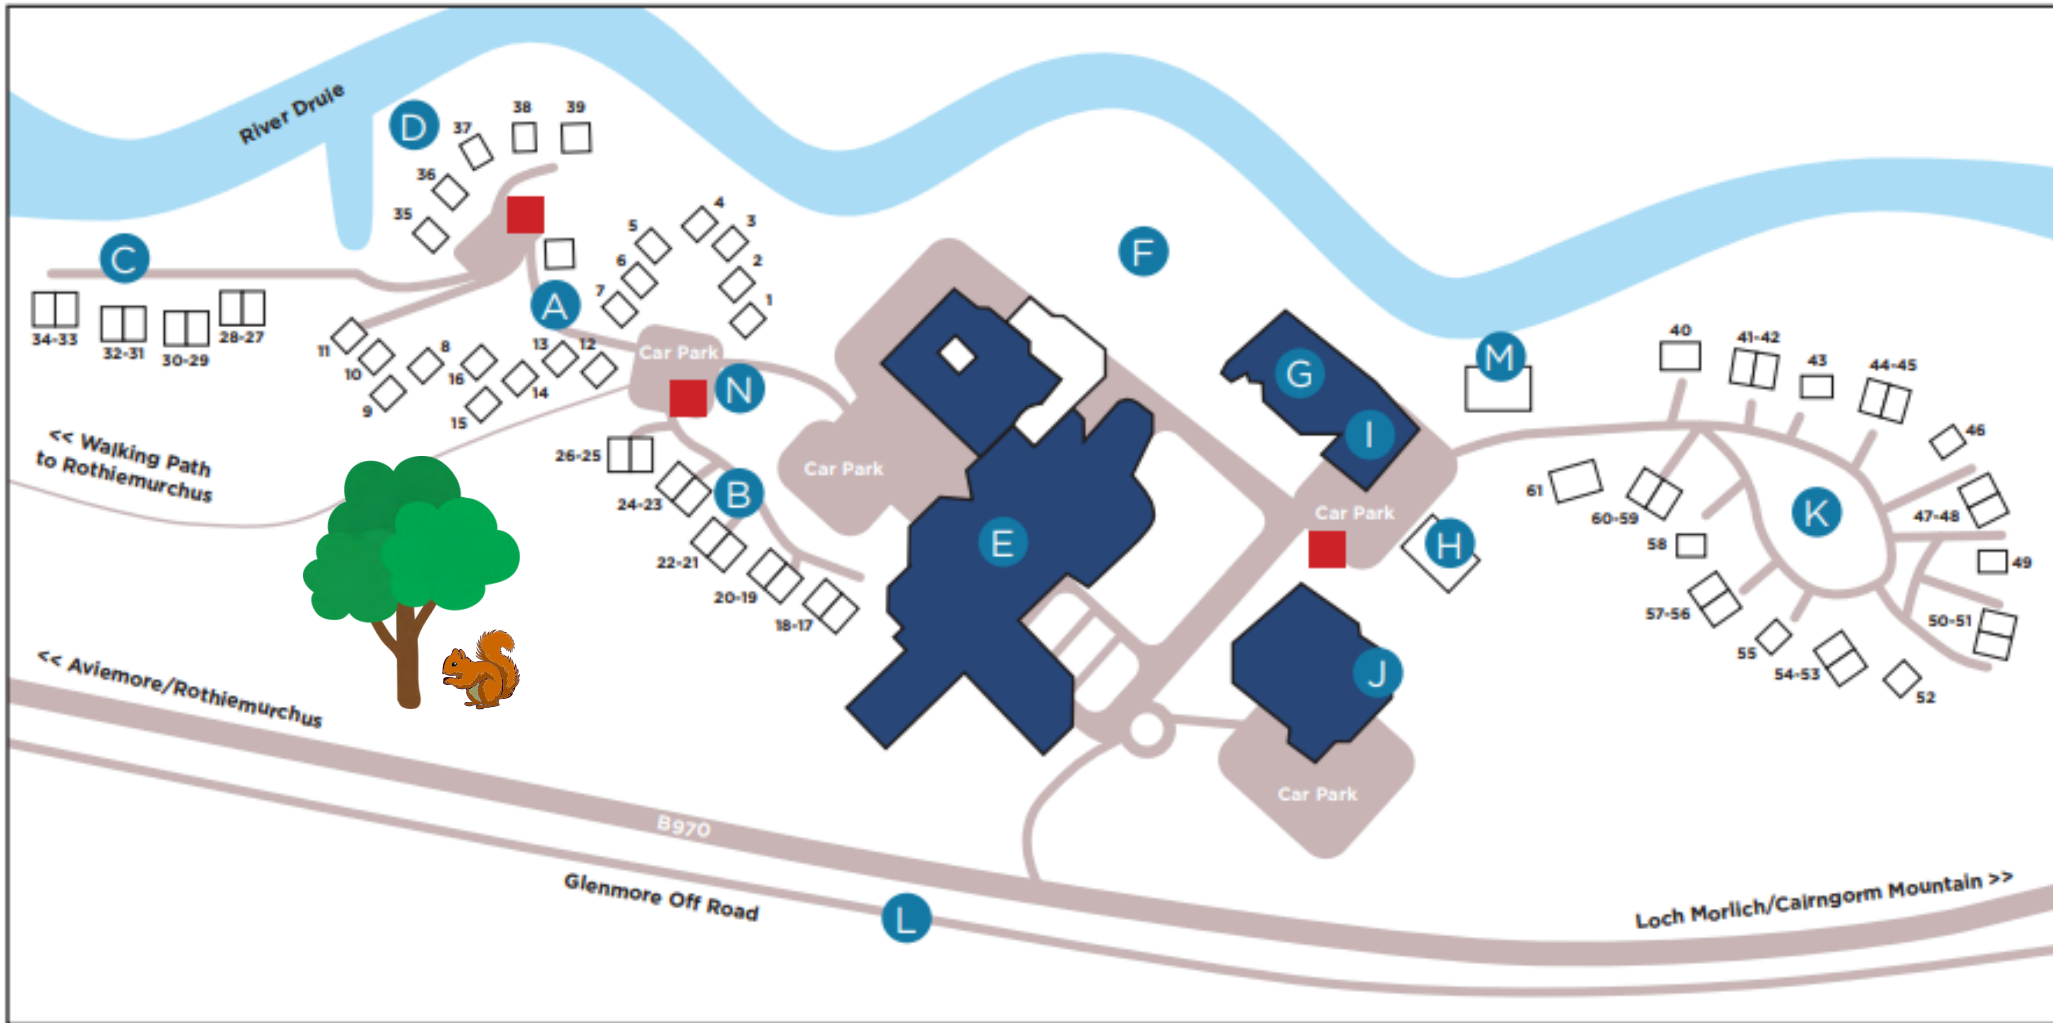 River Druie
D
37
38
39
36
35
C
34-33
32-31
30-29
28-27
A
5
4
3
6
2
7
1
11
10
9
8
16
15
13
12
14
Car Park
N
<< Walking Path
to Rothiemurchus
26-25
24-23
B
22-21
20-19
18-17
Car Park
E
F
G
I
M
Car Park
H
J
Car Park
40
41-42
43
44-45
46
61
60-59
K
47-48
58
49
57-56
50-51
55
54-53
52
<< Aviemore/Rothiemurchus
B970
Glenmore Off Road
L
Loch Morlich/Cairngorm Mountain >>